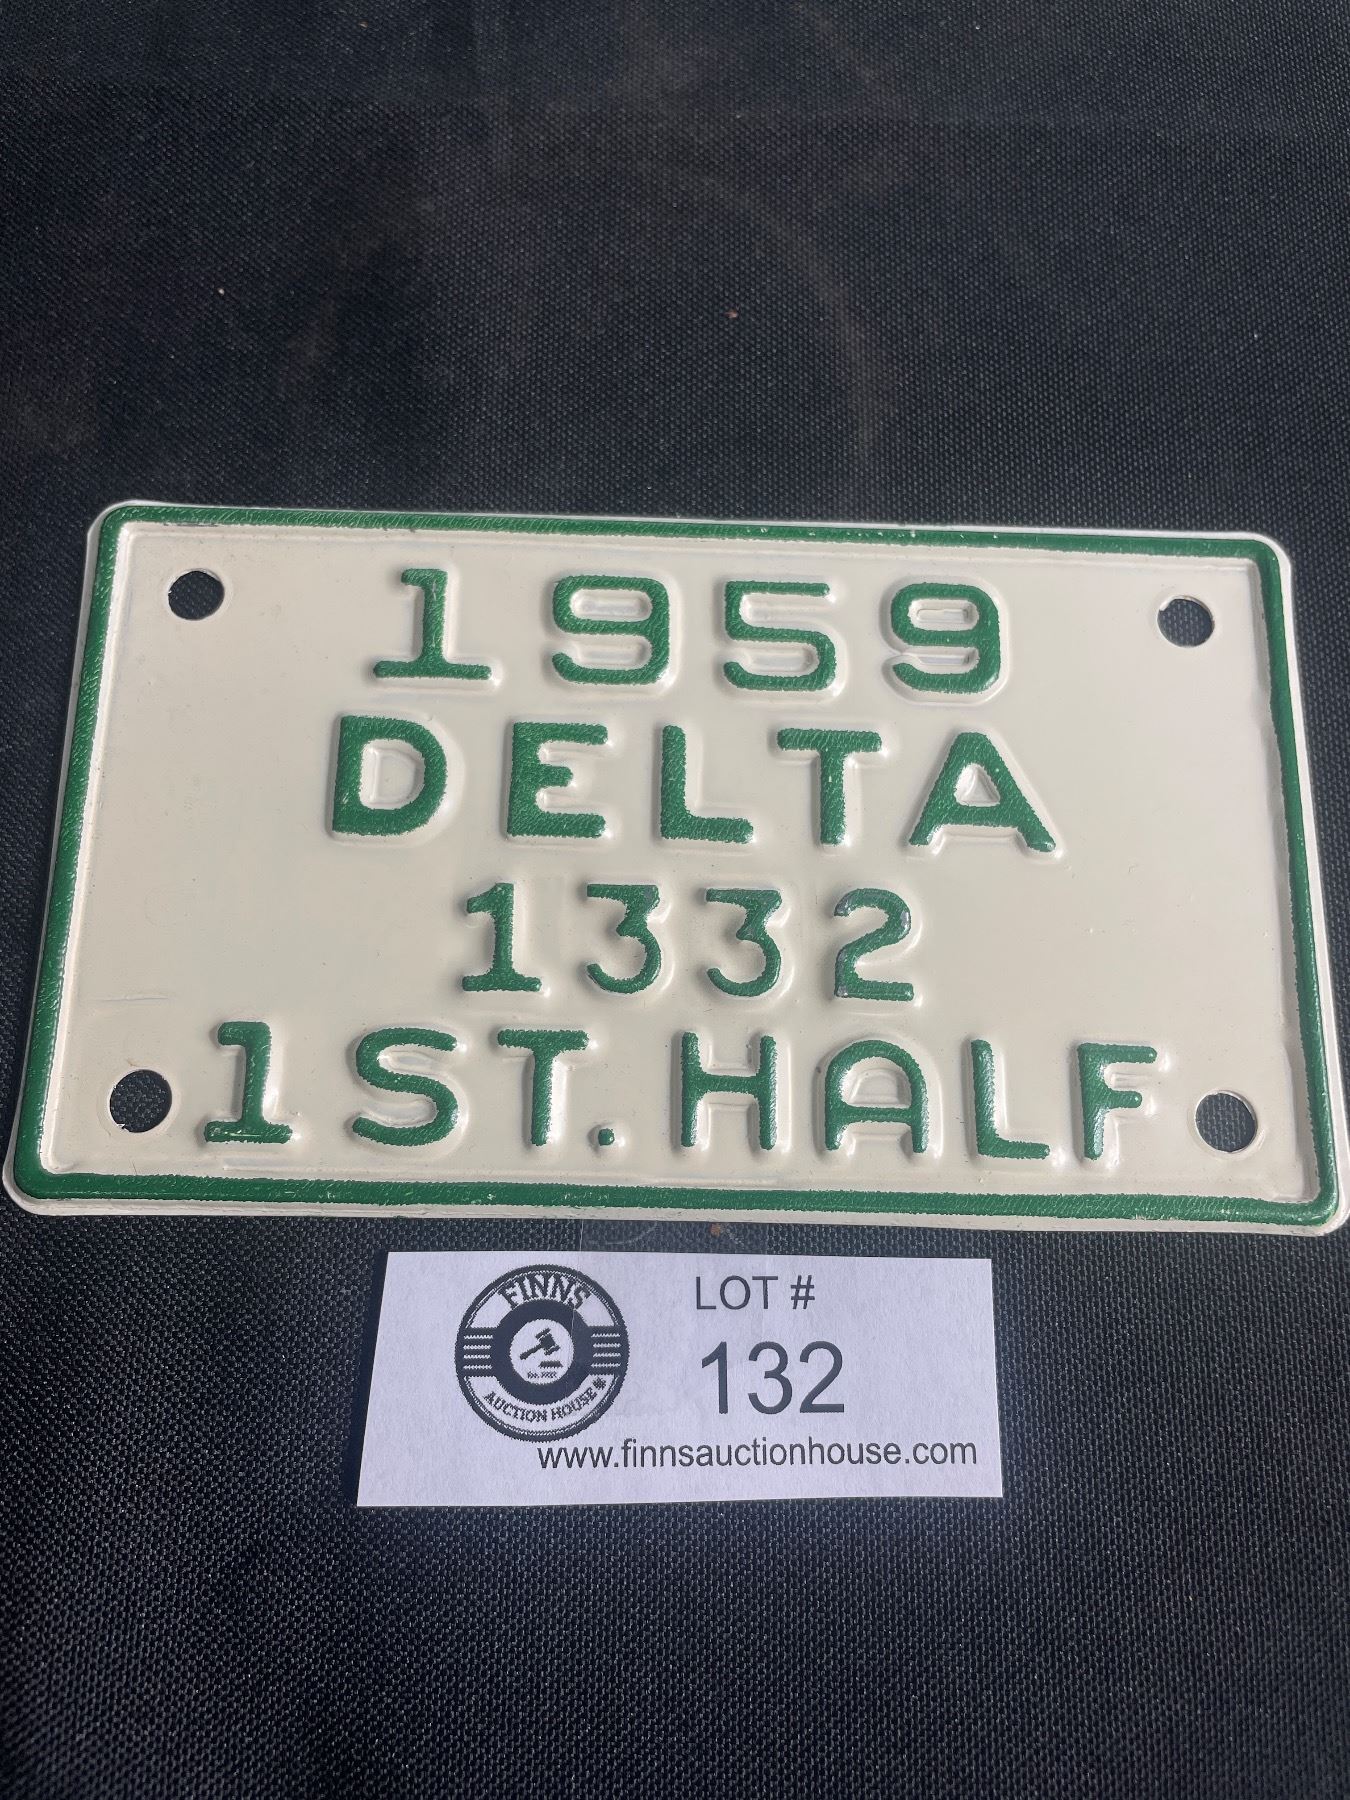 1959
DELTA
1332
1ST. HALF
FINNS
AUCTION HOUSE
LOT #
132
www.finnsauctionhouse.com